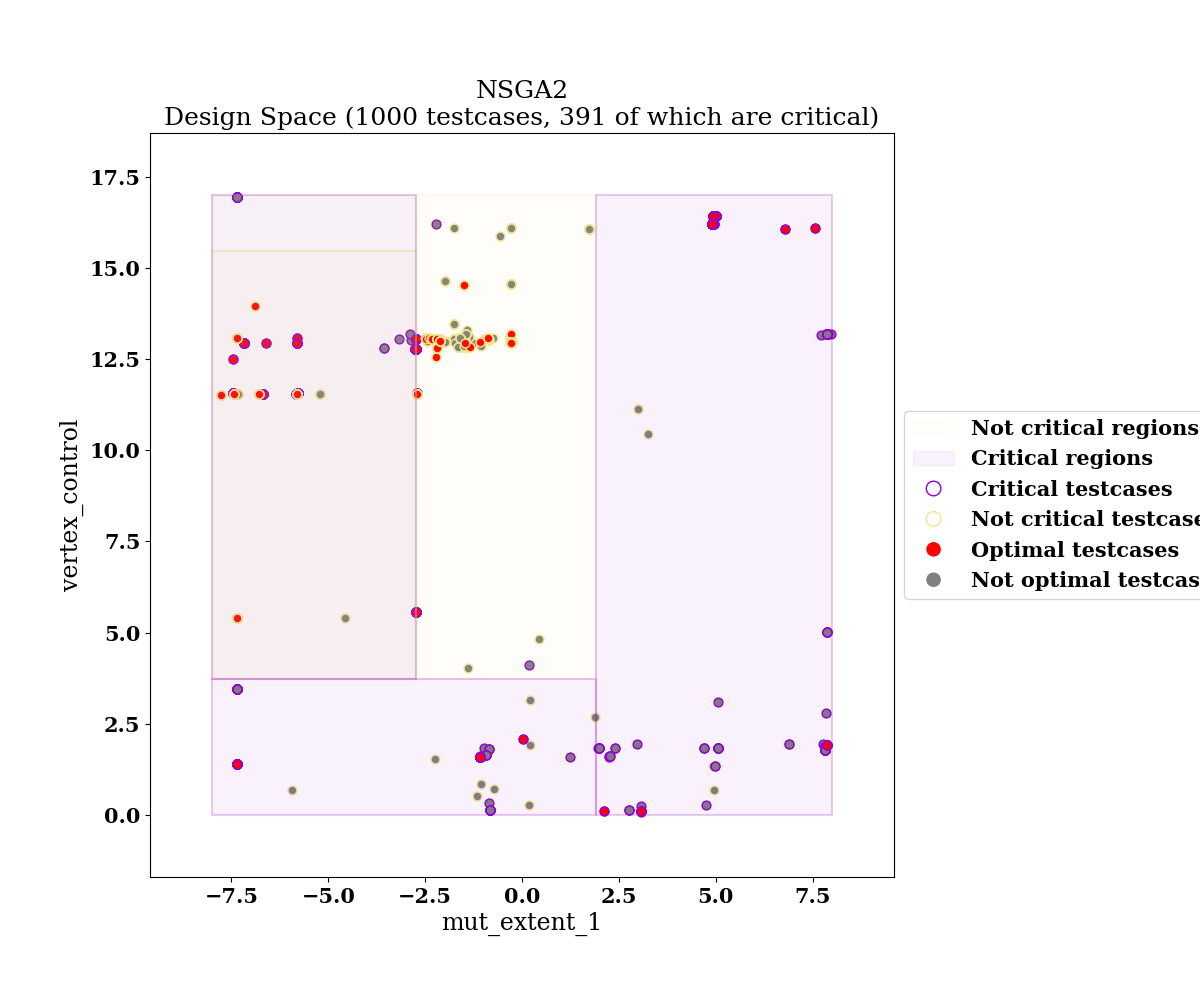 NSGA2
Design Space (1000 testcases, 391 of which are critical)
17.5
15.0
12.5
10.0
7.5
5.0
2.5
0.0
vertex_control
−7.5
−5.0
−2.5
0.0
2.5
5.0
7.5
mut_extent_1
Not critical regions
Critical regions
Critical testcases
Not critical testcase
Optimal testcases
Not optimal testcas